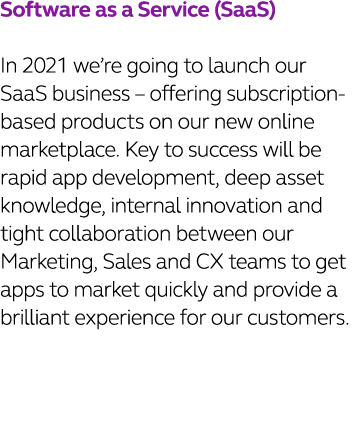 Software as a Service (SaaS)
In 2021 we’re going to launch our
SaaS business – offering subscription-
based products on our new online
marketplace. Key to success will be
rapid app development, deep asset
knowledge, internal innovation and
tight collaboration between our
Marketing, Sales and CX teams to get
apps to market quickly and provide a
brilliant experience for our customers.